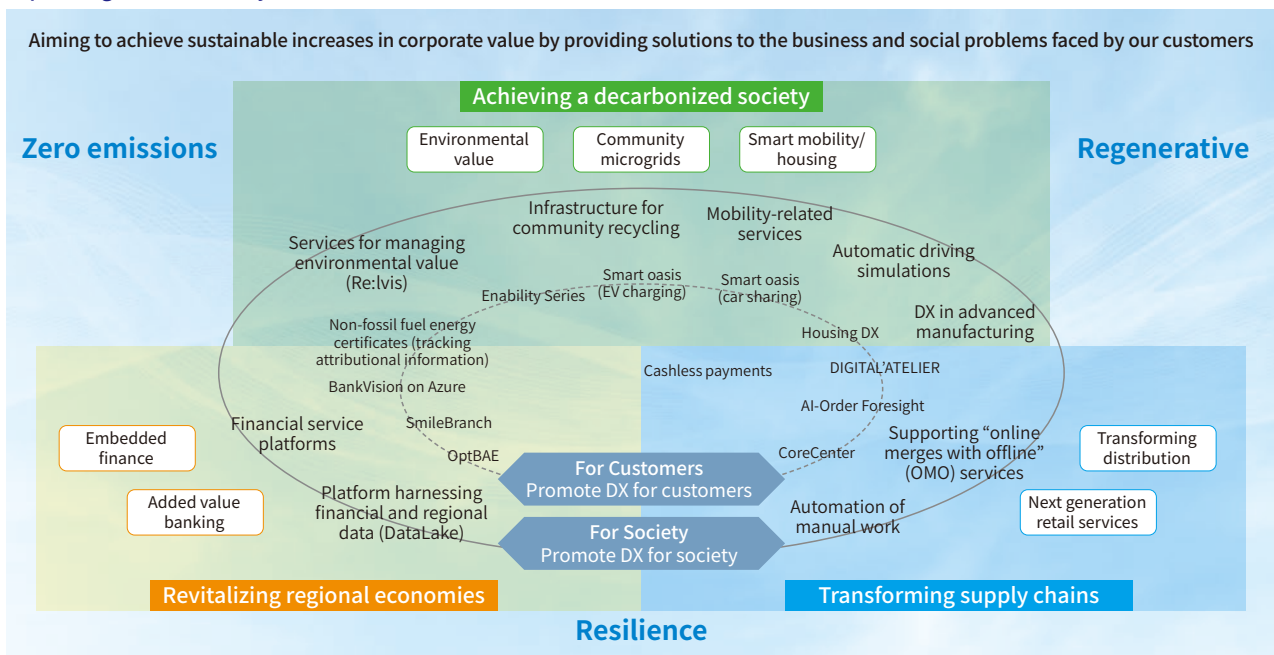 Aiming to achieve sustainable increases in corporate value by providing solutions to the business and social problems faced by our customers
Achieving a decarbonized society
Zero emissions
Regenerative
Environmental
value
Community
microgrids
Smart mobility/
housing
Infrastructure for
community recycling
Mobility-related
services
Services for managing
environmental value
(Re:lvis)
Automatic driving
simulations
Enability Series
Smart oasis
(EV charging)
Smart oasis
(car sharing)
DX in advanced
manufacturing
Non-fossil fuel energy
certificates (tracking
attributional information)
Housing DX
Cashless payments
DIGITAL'ATELIER
BankVision on Azure
AI-Order Foresight
Financial service
platforms
SmileBranch
OptBAE
CoreCenter
Supporting “online
merges with offline”
(OMO) services
Embedded
finance
Added value
banking
Transforming
distribution
Next generation
retail services
Platform harnessing
financial and regional
data (DataLake)
For Customers
Promote DX for customers
For Society
Promote DX for society
Automation of
manual work
Revitalizing regional economies
Transforming supply chains
Resilience